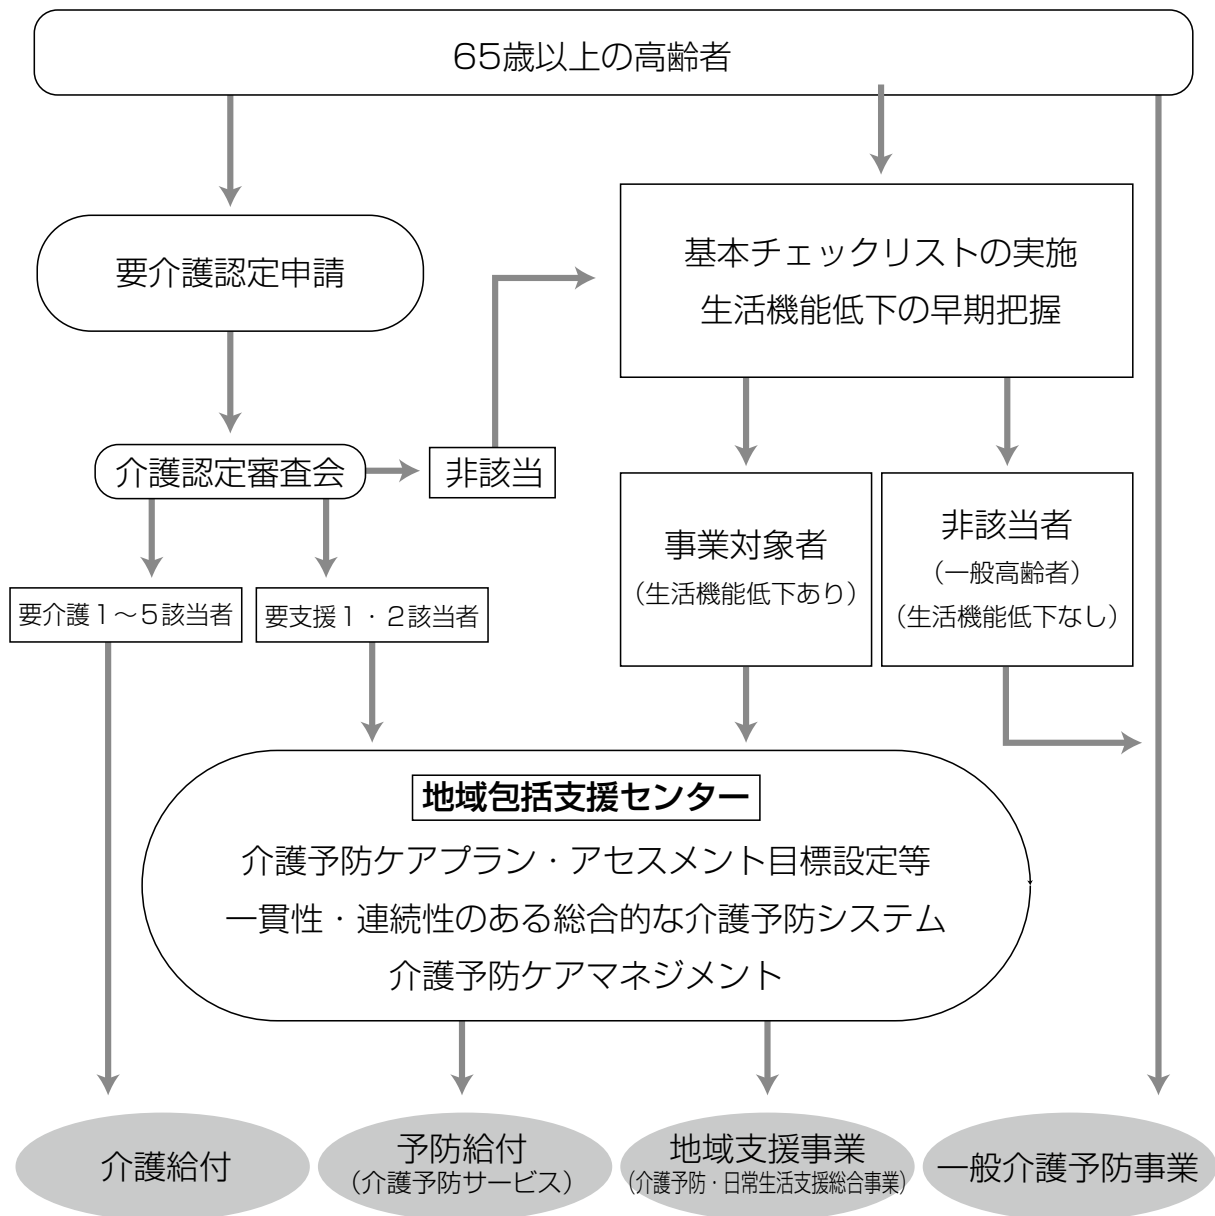 65歳以上の高齢者
要介護認定申請
基本チェックリストの実施
生活機能低下の早期把握
介護認定審査会
非該当
事業対象者
（生活機能低下あり）
非該当者
（一般高齢者）
（生活機能低下なし）
要介護１～５該当者
要支援１・２該当者
地域包括支援センター
介護予防ケアプラン・アセスメント目標設定等
一貫性・連続性のある総合的な介護予防システム
介護予防ケアマネジメント
介護給付
予防給付
（介護予防サービス）
地域支援事業
（介護予防・日常生活支援総合事業）
一般介護予防事業